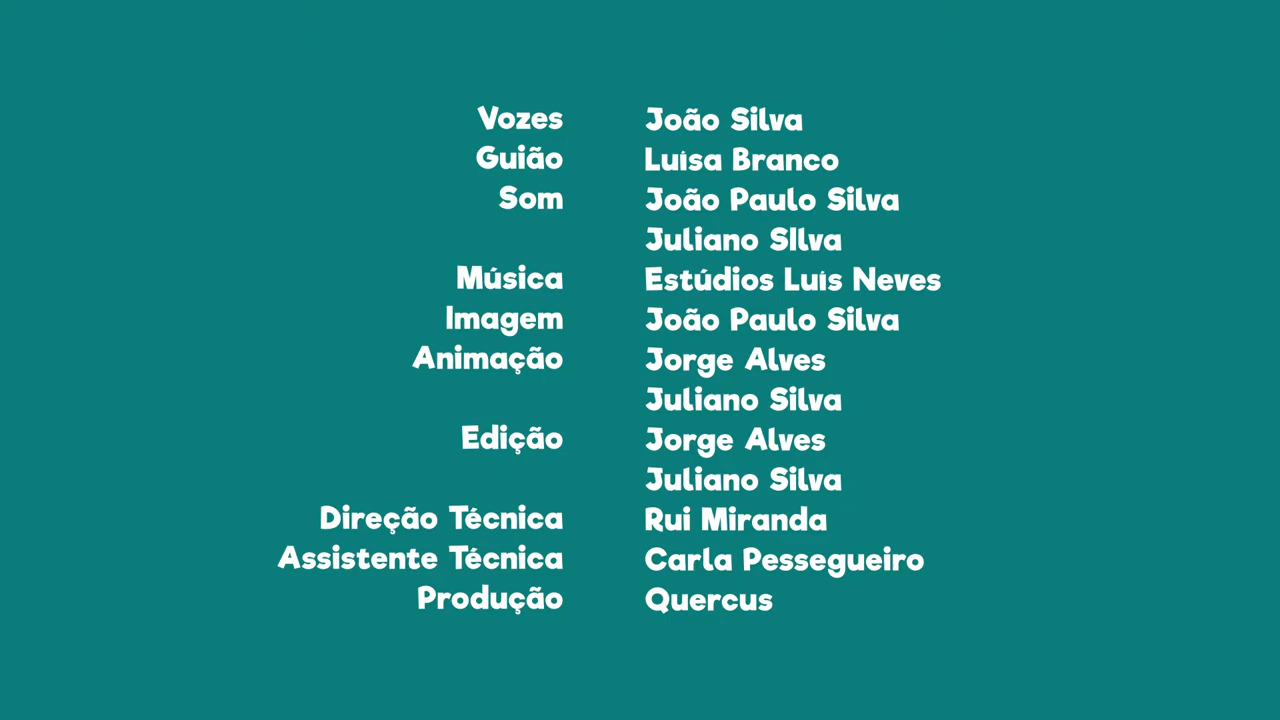 Vozes João Silva
Guião Luísa Branco
Som João Paulo Silva
Juliano SIlva
Música Estúdios Luís Neves
Imagem João Paulo Silva
Animação Jorge Alves
Juliano Silva
Edição Jorge Alves
Juliano Silva
Direção Técnica Rui Miranda
Assistente Técnica Carla Pessegueiro
Produção Quercus